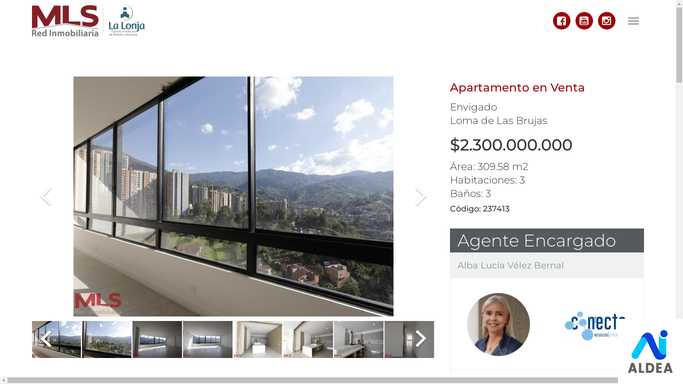 MLS
Red Inmobiliaria
La Lonja
Apartamento en Venta
Envigado
Loma de Las Brujas
$2.300.000.000
Área: 309.58 m2
Habitaciones: 3
Baños: 3
Código: 237413
Agente Encargado
Alba Lucía Vélez Bernal
MLS
conecta
ALDEA